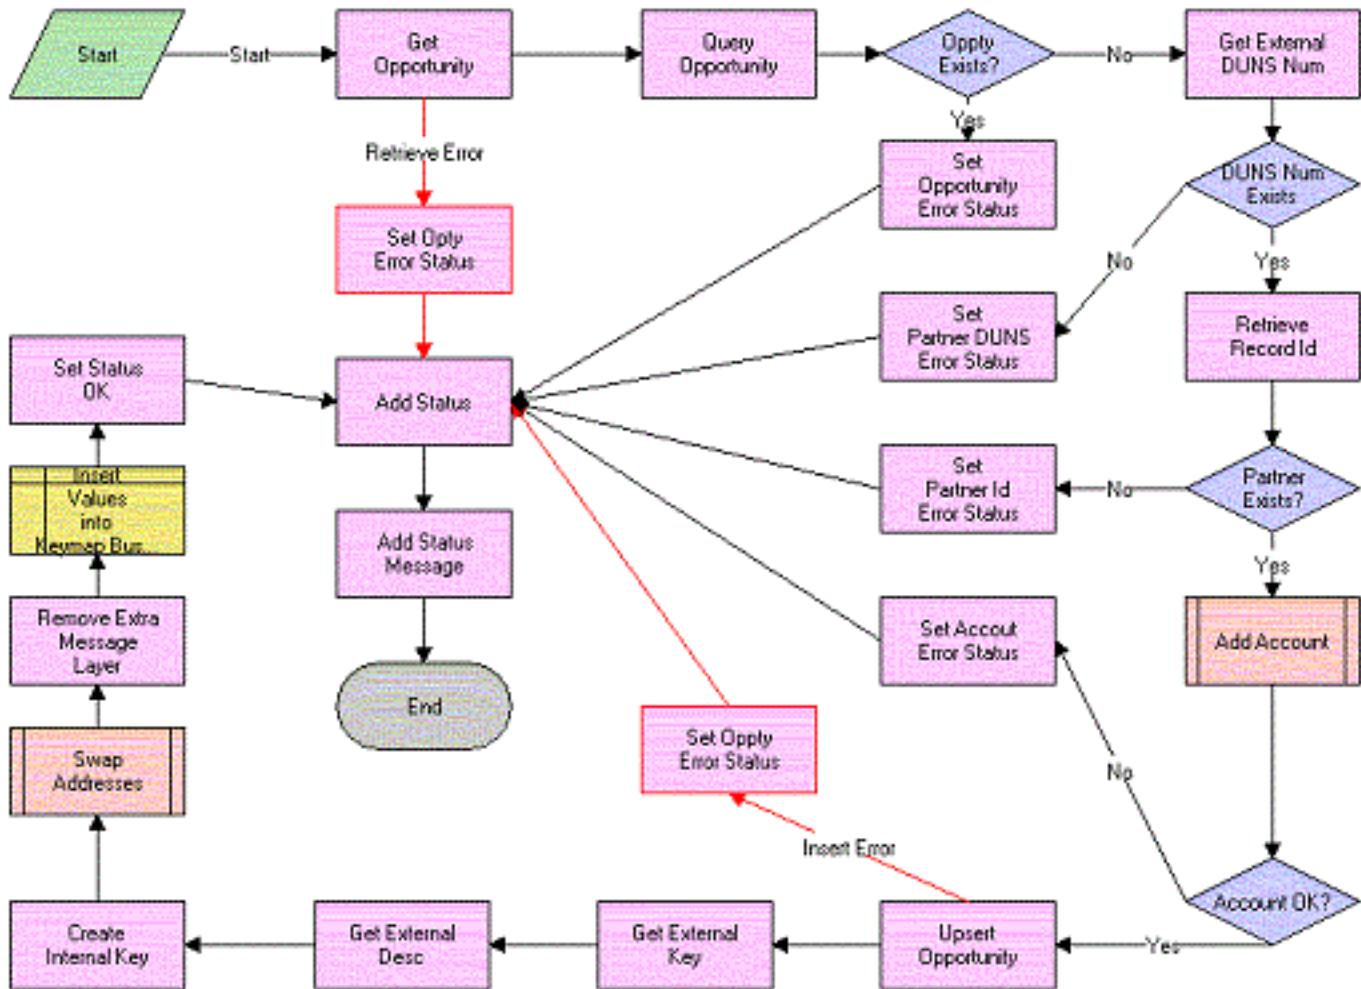 Start
Start
Get
Opportunity
Query
Opportunity
Oppty
Exists?
No
Get External
DUNS Num
Retrieve Error
Yes
Set
Opportunity
Error Status
DUNS Num
Exists
Set Opty
Error Status
No
Yes
Set
Partner DUNS
Error Status
Retrieve
Record Id
Set Status
OK
Add Status
Set
Partner Id
Error Status
No
Partner
Exists?
Insert
Values
into
Keymap Bus...
Add Status
Message
Yes
Remove Extra
Message
Layer
Set Accout
Error Status
Add Account
End
Set Oppty
Error Status
Swap
Addresses
No
Insert Error
Account OK?
Create
Internal Key
Get External
Desc
Get External
Key
Upsert
Opportunity
Yes